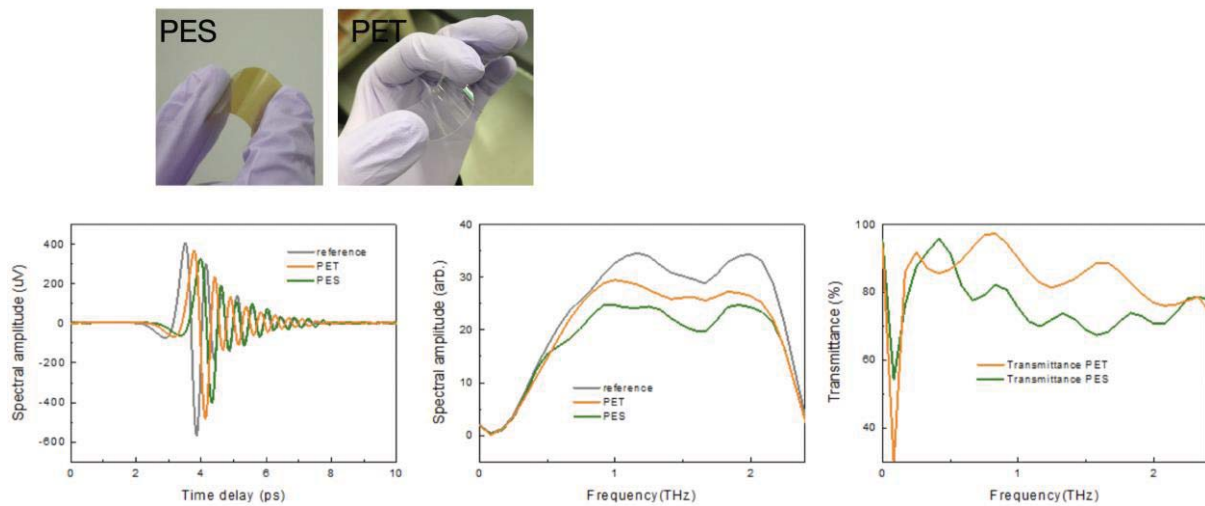 PES
PET
Spectral amplitude (uV)
400
200
0
-200
-400
-600
reference
PET
PES
0
2
4
6
8
10
Time delay (ps)
Spectral amplitude (arb.)
40
30
20
10
0
reference
PET
PES
0
1
2
Frequency(THz)
Transmittance (%)
100
80
60
40
Transmittance PET
Transmittance PES
0
1
2
Frequency(THz)